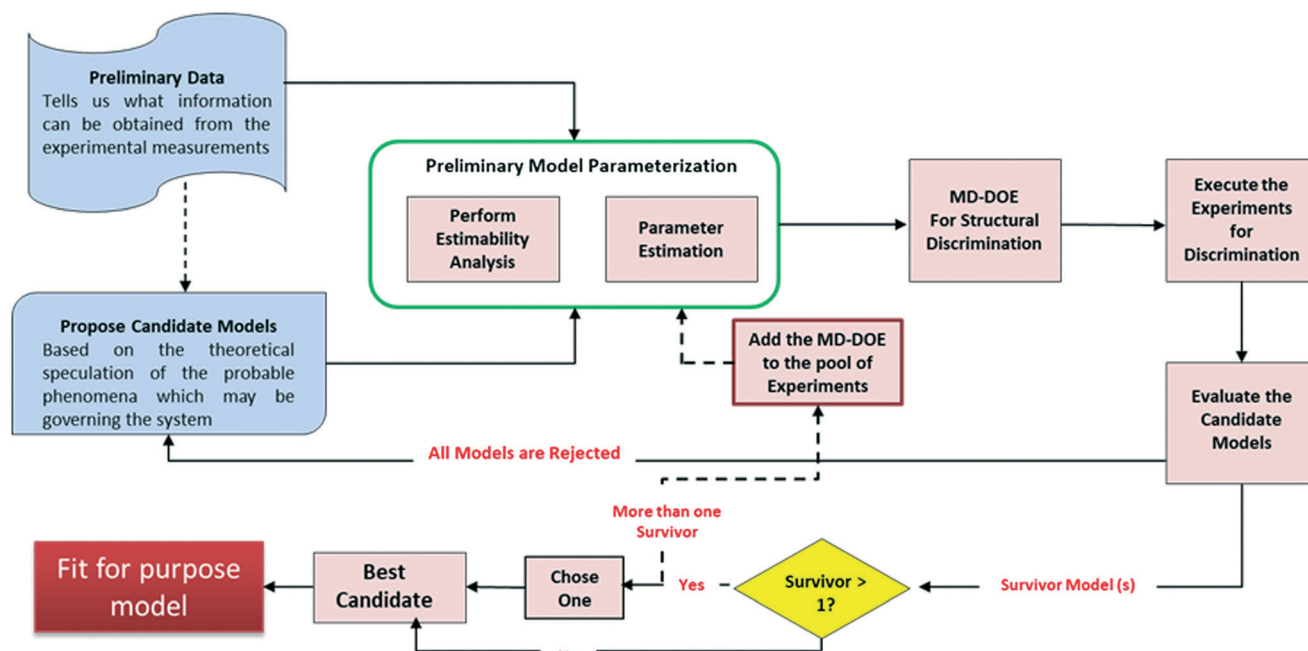 Preliminary Data
Tells us what information
can be obtained from the
experimental measurements
Propose Candidate Models
Based on the theoretical
speculation of the probable
phenomena which may be
governing the system
Preliminary Model Parameterization
Perform
Estimability
Analysis
Parameter
Estimation
MD-DOE
For Structural
Discrimination
Execute the
Experiments
for
Discrimination
Add the MD-DOE
to the pool of
Experiments
Evaluate the
Candidate
Models
All Models are Rejected
More than one
Survivor
Survivor Model (s)
Survivor >
1?
Yes
Chose
One
Best
Candidate
Fit for purpose
model